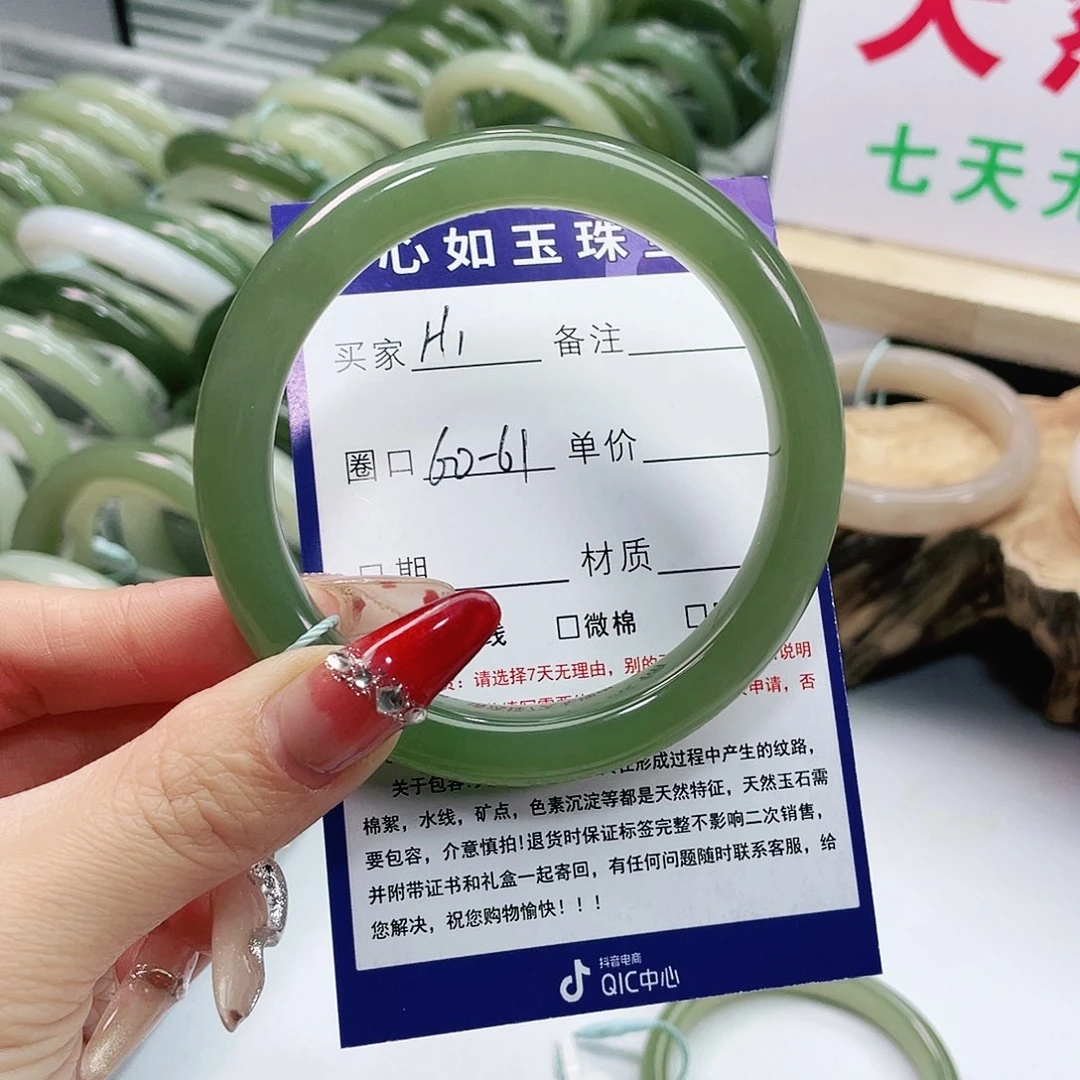 天
七天无
心如玉珠宝
买家 H1 备注
圈口 60-61 单价
日期 材质
线 □微棉 □
：请选择7天无理由，别的 说明
申请，否
关于包容： 形成过程中产生的纹路，
棉絮，水线，矿点，色素沉淀等都是天然特征，天然玉石需
要包容，介意慎拍!退货时保证标签完整不影响二次销售，
并附带证书和礼盒一起寄回，有任何问题随时联系客服，给
您解决，祝您购物愉快！！！
抖音电商
QIC中心